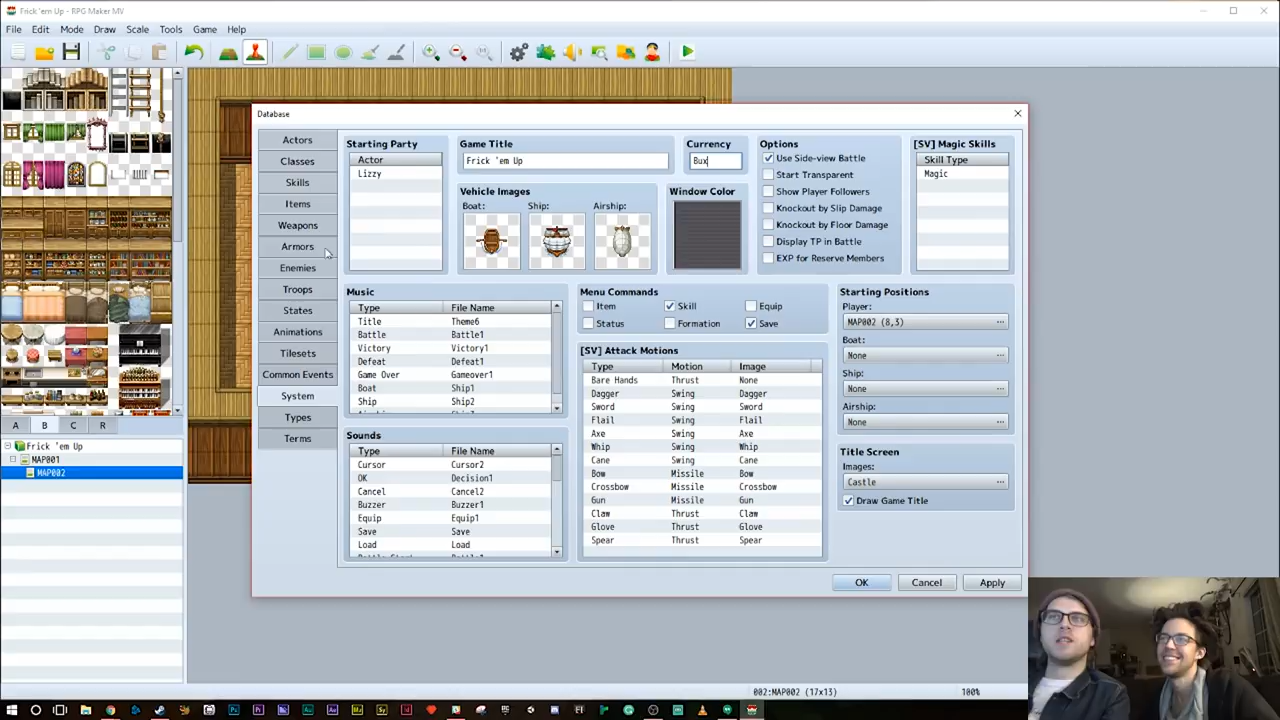 Frick 'em Up - RPG Maker MV
File Edit Mode Draw Scale Tools Game Help
Database
Actors
Classes
Skills
Items
Weapons
Armors
Enemies
Troops
States
Animations
Tilesets
Common Events
System
Types
Terms
Starting Party
Actor
Lizzy
Game Title
Frick 'em Up
Currency
Bux
Vehicle Images
Boat: Ship: Airship:
Window Color
Options
Use Side-view Battle
Start Transparent
Show Player Followers
Knockout by Slip Damage
Knockout by Floor Damage
Display TP in Battle
EXP for Reserve Members
[SV] Magic Skills
Skill Type
Magic
Music
Type File Name
Title Theme6
Battle Battle1
Victory Victory1
Defeat Defeat1
Game Over Gameover1
Boat Ship1
Ship Ship2
Sounds
Type File Name
Cursor Cursor2
OK Decision1
Cancel Cancel2
Buzzer Buzzer1
Equip Equip1
Save Save
Load Load
Menu Commands
Item Skill Equip
Status Formation Save
[SV] Attack Motions
Type Motion Image
Bare Hands Thrust None
Dagger Swing Dagger
Sword Swing Sword
Flail Swing Flail
Axe Swing Axe
Whip Swing Whip
Cane Swing Cane
Bow Missile Bow
Crossbow Missile Crossbow
Gun Missile Gun
Claw Thrust Claw
Glove Thrust Glove
Spear Thrust Spear
Starting Positions
Player:
MAP002 (8,3) ...
Boat:
None ...
Ship:
None ...
Airship:
None ...
Title Screen
Images:
Castle ...
Draw Game Title
OK Cancel Apply
A B C R
Frick 'em Up
MAP001
MAP002
002:MAP002 (17x13) 100%